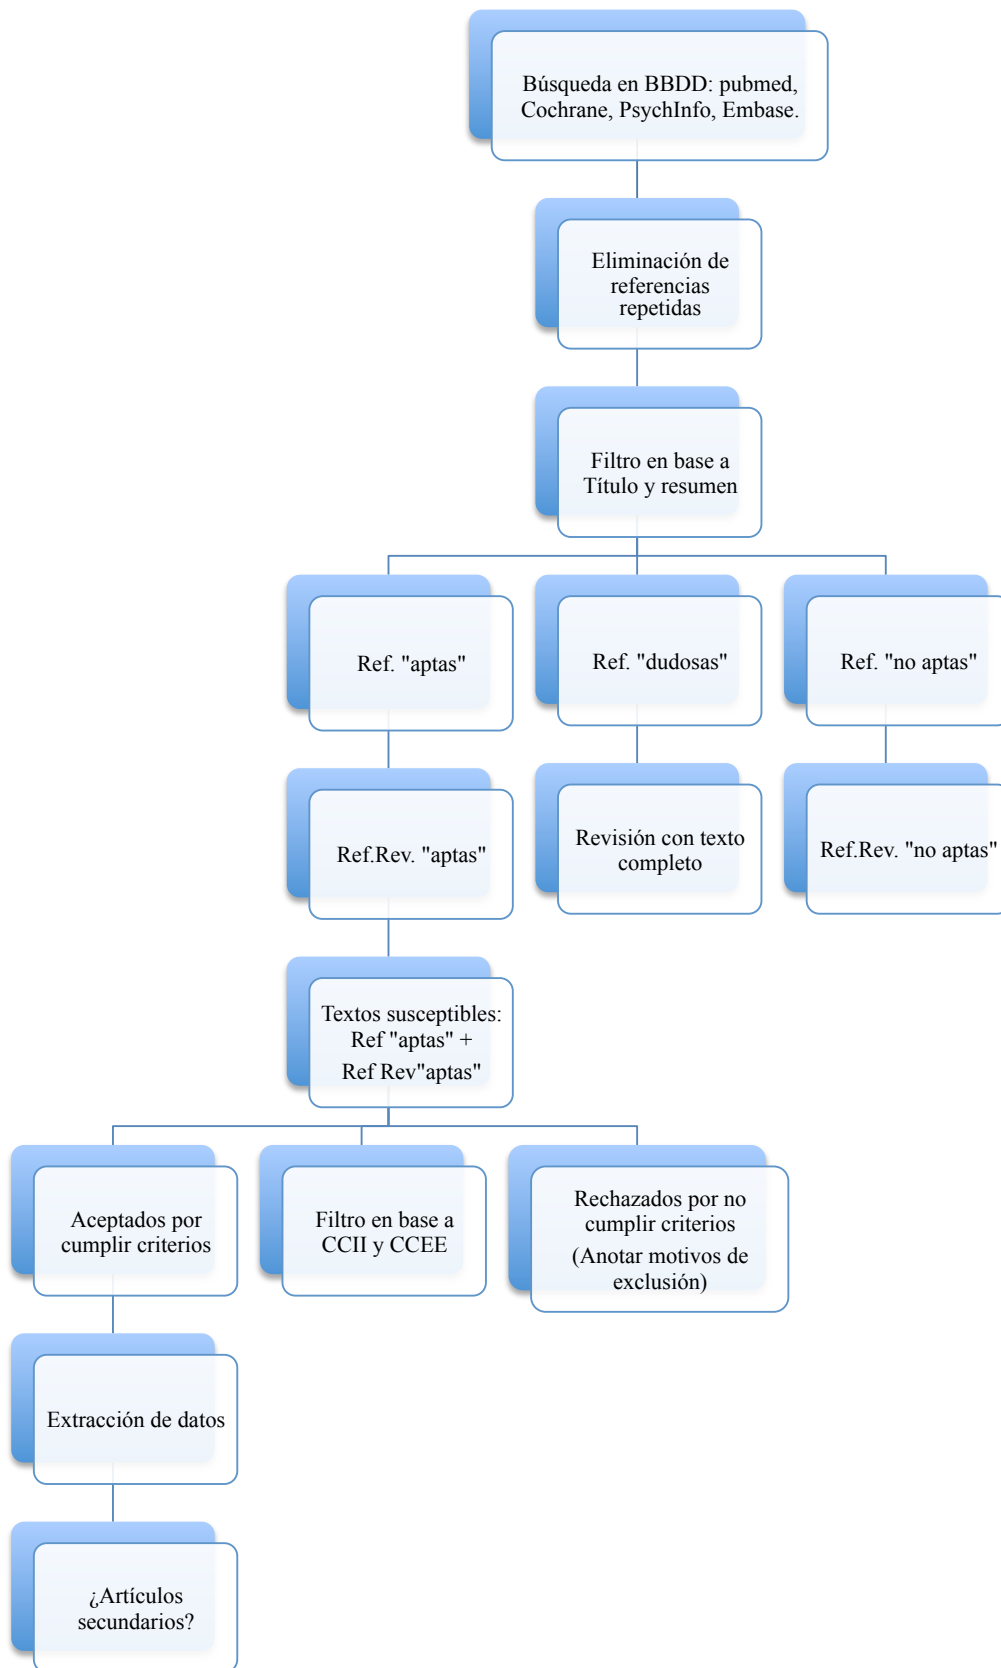 Búsqueda en BBDD: pubmed,
Cochrane, PsychInfo, Embase.
Eliminación de
referencias
repetidas
Filtro en base a
Título y resumen
Ref. "aptas"
Ref. "dudosas"
Ref. "no aptas"
Ref.Rev. "aptas"
Revisión con texto
completo
Ref.Rev. "no aptas"
Textos susceptibles:
Ref "aptas" +
Ref Rev"aptas"
Aceptados por
cumplir criterios
Filtro en base a
CCII y CCEE
Rechazados por no
cumplir criterios
(Anotar motivos de
exclusión)
Extracción de datos
¿Artículos
secundarios?